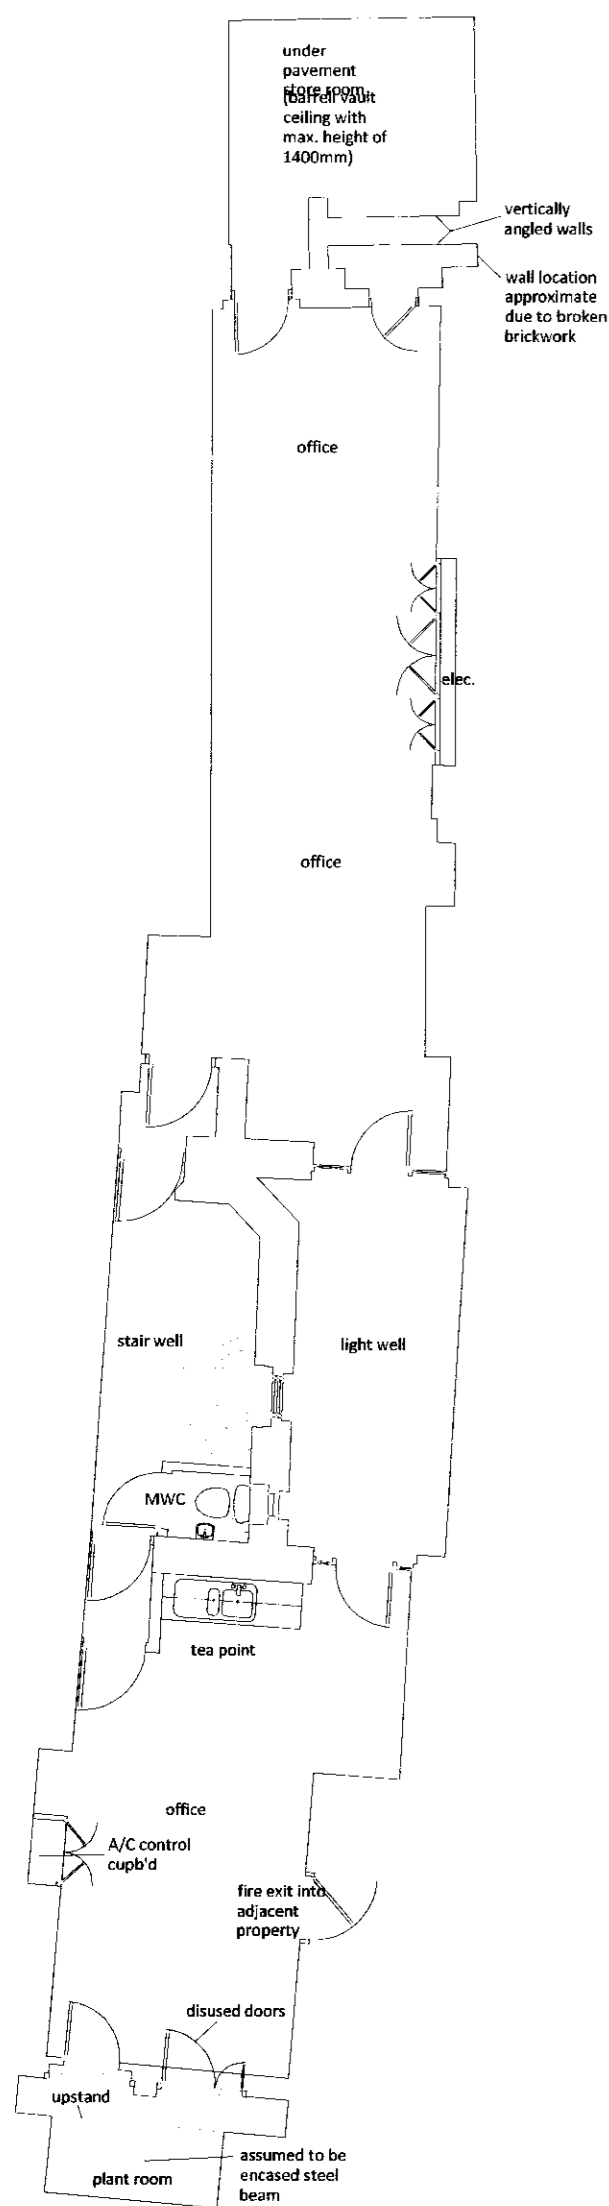 under
pavement
store room
(barrell vault
ceiling with
max. height of
1400mm)
vertically
angled walls
wall location
approximate
due to broken
brickwork
office
elec.
office
stair well
light well
MWC
tea point
office
A/C control
cupb'd
fire exit into
adjacent
property
disused doors
upstand
assumed to be
encased steel
beam
plant room